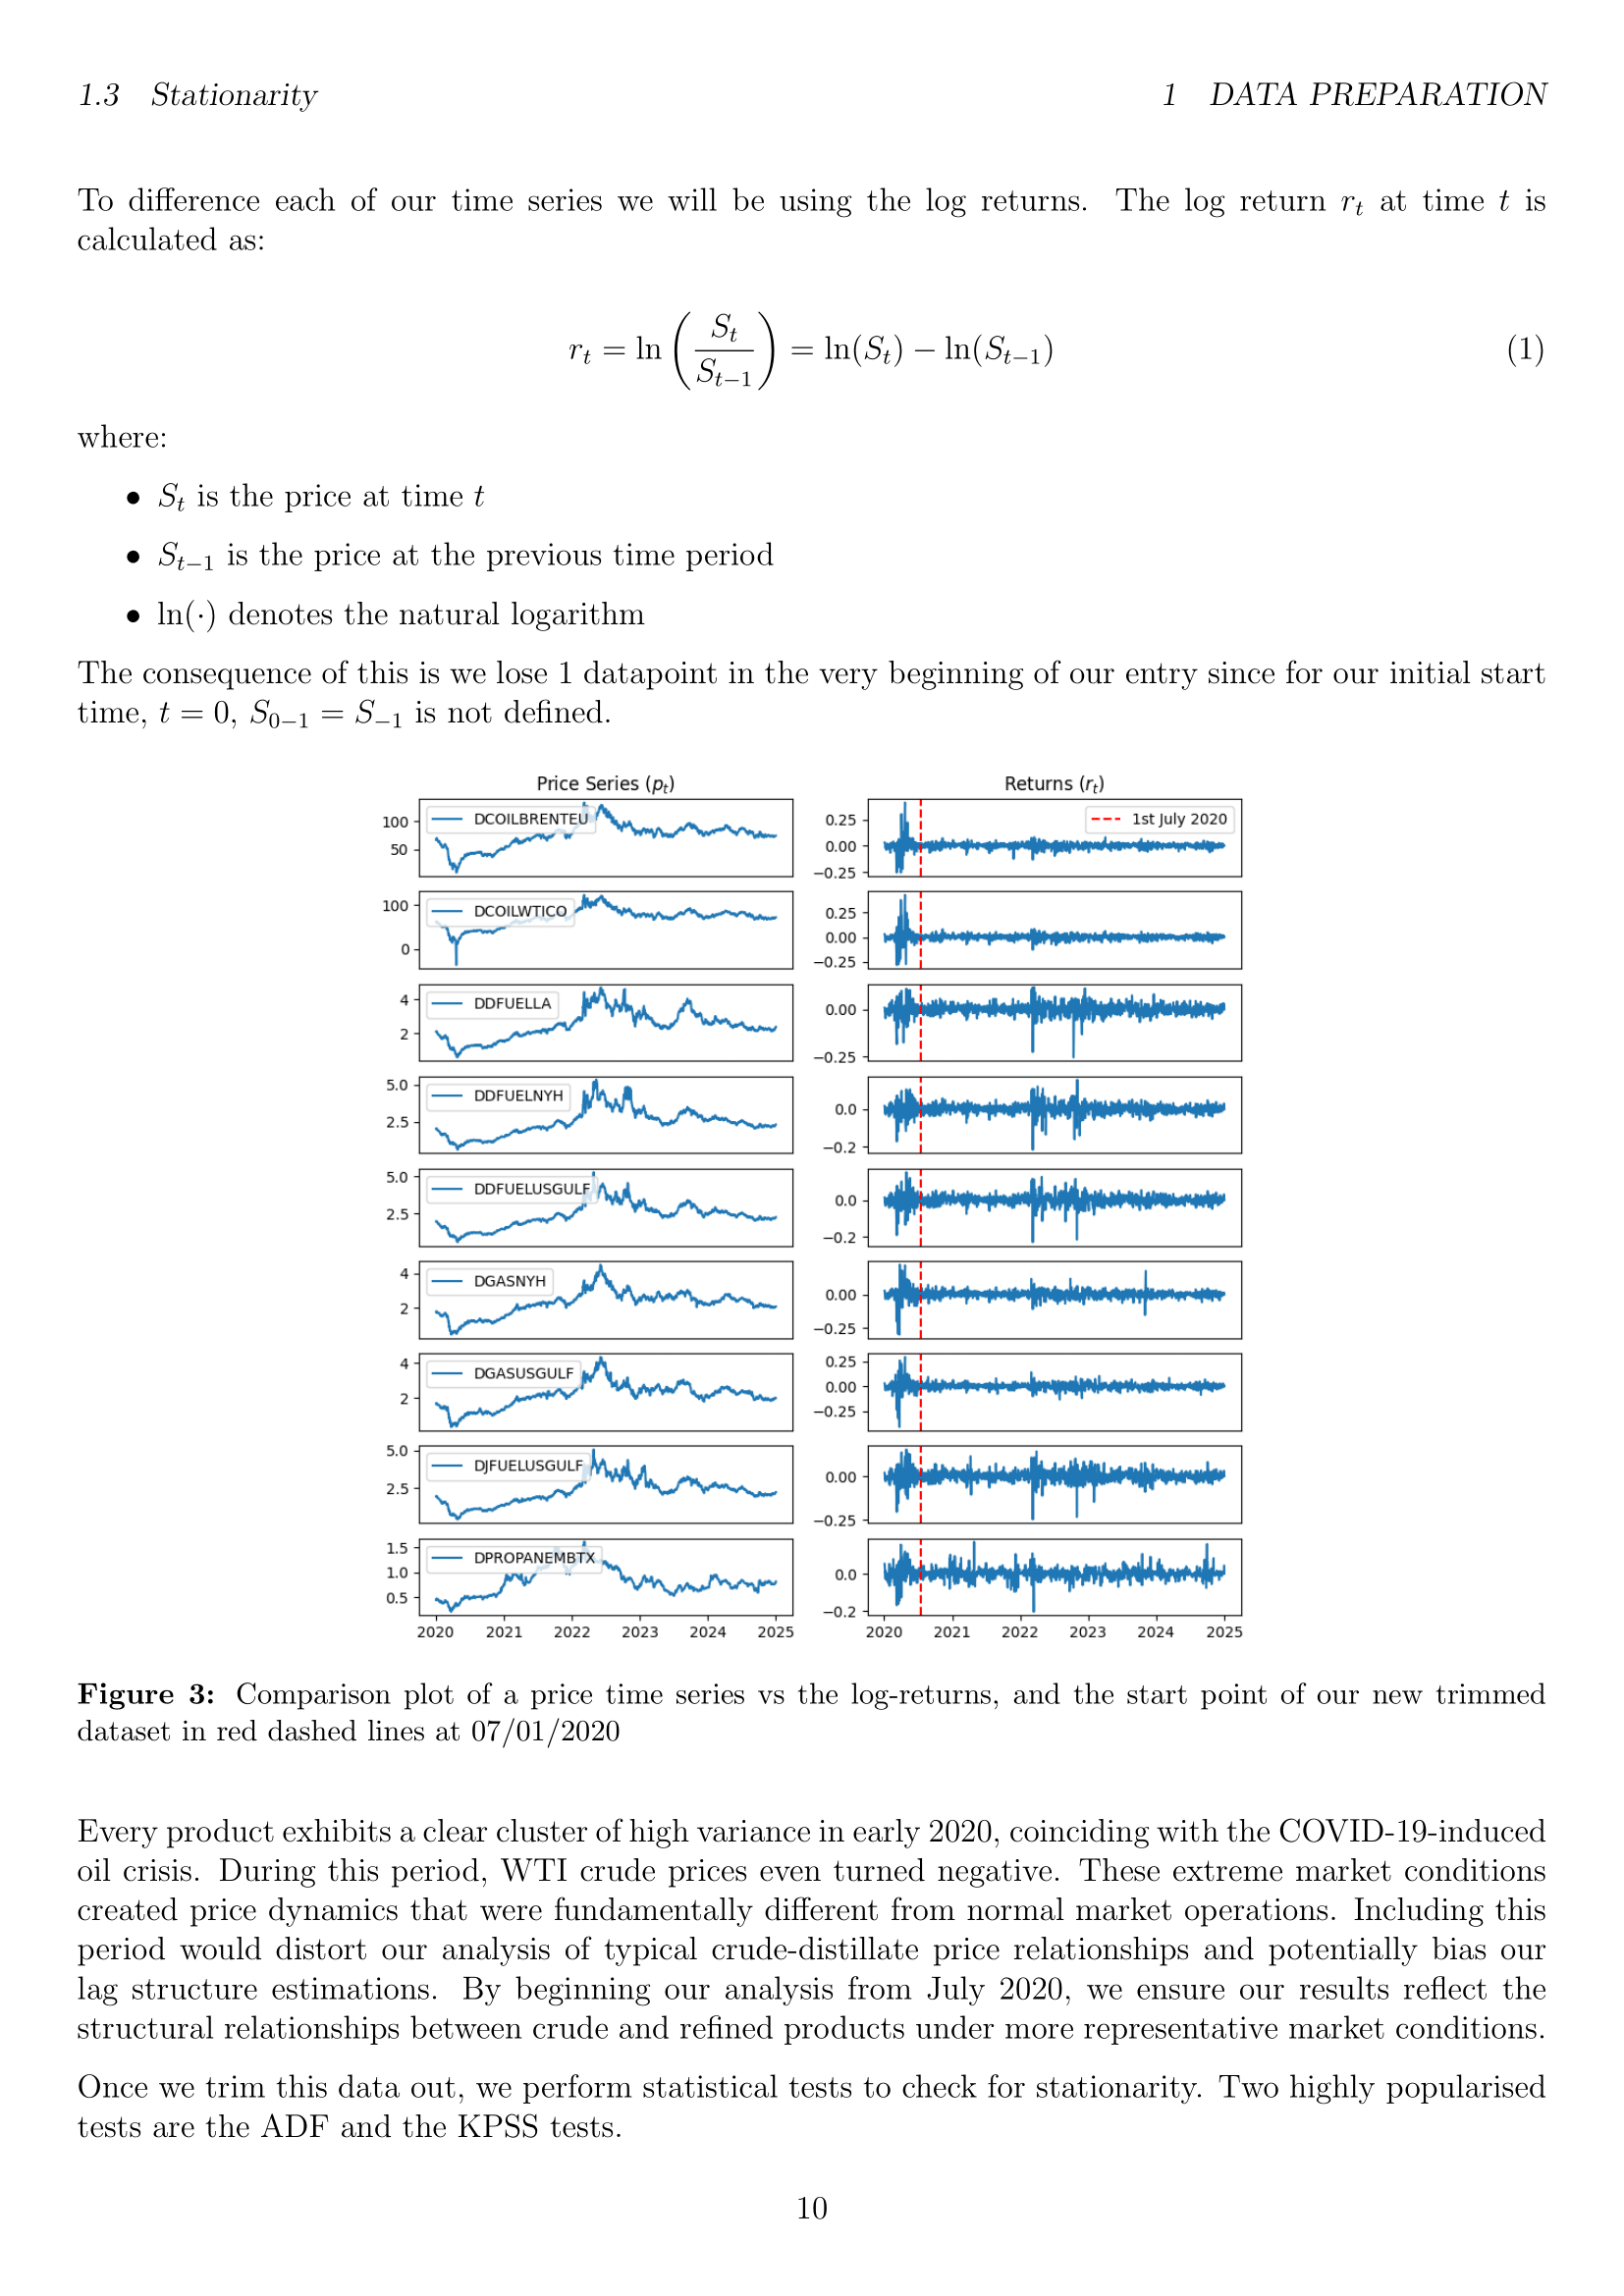 1.3 Stationarity 1 DATA PREPARATION
To difference each of our time series we will be using the log returns. The log return r_t at time t is
calculated as:
r_t = ln(S_t / S_{t−1}) = ln(S_t) − ln(S_{t−1}) (1)
where:
• S_t is the price at time t
• S_{t−1} is the price at the previous time period
• ln(·) denotes the natural logarithm
The consequence of this is we lose 1 datapoint in the very beginning of our entry since for our initial start
time, t = 0, S_{0−1} = S_{−1} is not defined.
Price Series (p_t) Returns (r_t)
100
50
DCOILBRENTEU
0.25
0.00
−0.25
1st July 2020
100
0
DCOILWTICO
0.25
0.00
−0.25
4
2
DDFUELLA
0.00
−0.25
5.0
2.5
DDFUELNYH
0.0
−0.2
5.0
2.5
DDFUELUSGULF
0.0
−0.2
4
2
DGASNYH
0.00
−0.25
4
2
DGASUSGULF
0.25
0.00
−0.25
5.0
2.5
DJFUELUSGULF
0.00
−0.25
1.5
1.0
0.5
DPROPANEMBTX
0.0
−0.2
2020 2021 2022 2023 2024 2025 2020 2021 2022 2023 2024 2025
Figure 3: Comparison plot of a price time series vs the log-returns, and the start point of our new trimmed
dataset in red dashed lines at 07/01/2020
Every product exhibits a clear cluster of high variance in early 2020, coinciding with the COVID-19-induced
oil crisis. During this period, WTI crude prices even turned negative. These extreme market conditions
created price dynamics that were fundamentally different from normal market operations. Including this
period would distort our analysis of typical crude-distillate price relationships and potentially bias our
lag structure estimations. By beginning our analysis from July 2020, we ensure our results reflect the
structural relationships between crude and refined products under more representative market conditions.
Once we trim this data out, we perform statistical tests to check for stationarity. Two highly popularised
tests are the ADF and the KPSS tests.
10